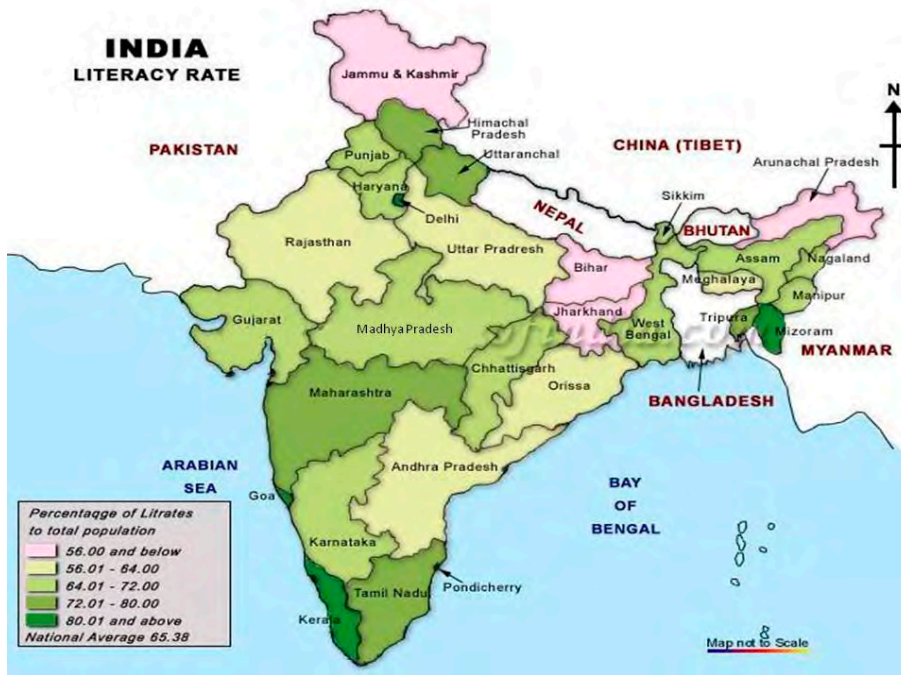 INDIA
LITERACY RATE
Jammu & Kashmir
N
Himachal
Pradesh
PAKISTAN
Punjab
Uttaranchal
CHINA (TIBET)
Arunachal Pradesh
Haryana
Sikkim
Delhi
NEPAL
BHUTAN
Rajasthan
Uttar Pradresh
Assam
Nagaland
Bihar
Meghalaya
Manipur
Gujarat
Madhya Pradesh
Jharkhand
West
Bengal
Tripura
Mizoram
MYANMAR
Chhattisgarh
Orissa
Maharashtra
BANGLADESH
ARABIAN
SEA
Andhra Pradesh
BAY
OF
BENGAL
Goa
Karnataka
Pondicherry
Tamil Nadu
Kerala
Percentaqge of Litrates
to total population
56.00 and below
56.01 - 64.00
64.01 - 72.00
72.01 - 80.00
80.01 and above
National Average 65.38
Map not to Scale